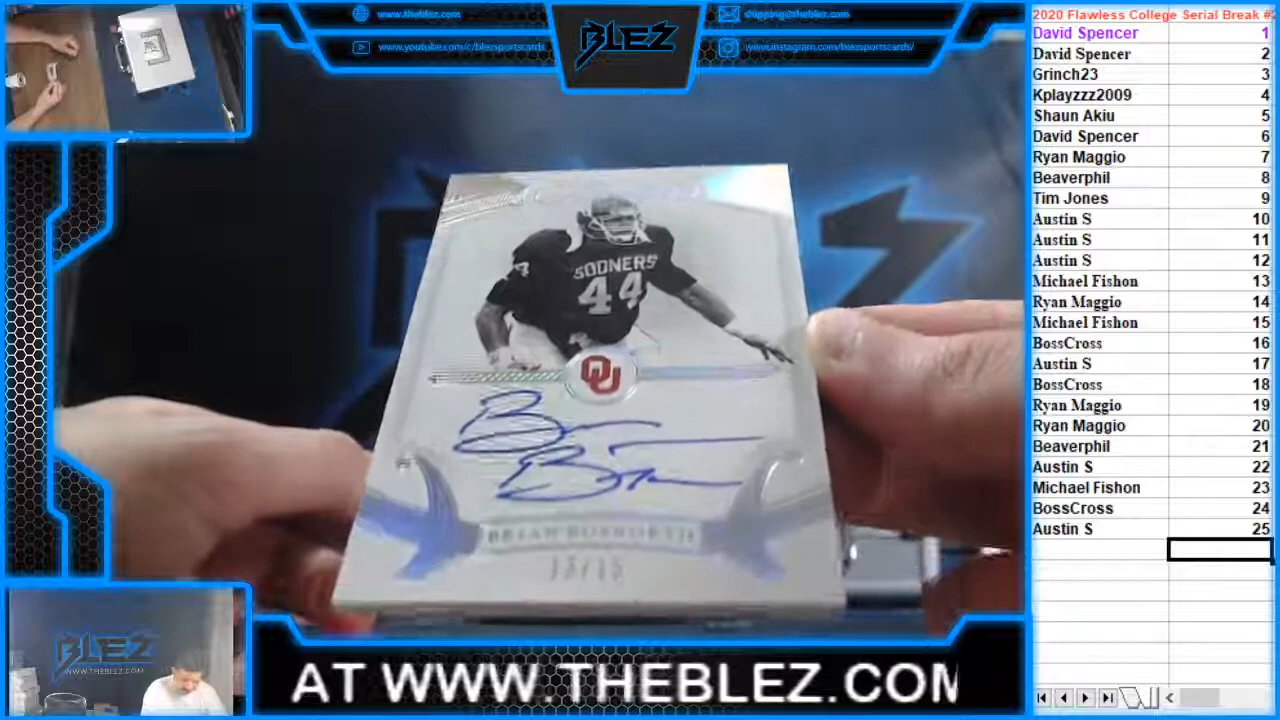 www.theblez.com
shipping@theblez.com
www.youtube.com/c/blezsportscards
www.instagram.com/blezsportscards/
BLEZ
2020 Flawless College Serial Break #
David Spencer 1
David Spencer 2
Grinch23 3
Kplayzzz2009 4
Shaun Akiu 5
David Spencer 6
Ryan Maggio 7
Beaverphil 8
Tim Jones 9
Austin S 10
Austin S 11
Austin S 12
Michael Fishon 13
Ryan Maggio 14
Michael Fishon 15
BossCross 16
Austin S 17
BossCross 18
Ryan Maggio 19
Ryan Maggio 20
Beaverphil 21
Austin S 22
Michael Fishon 23
BossCross 24
Austin S 25
SOONERS
44
OU
BRIAN BOSWORTH
BLEZ
WWW.THEBLEZ.COM
AT WWW.THEBLEZ.COM